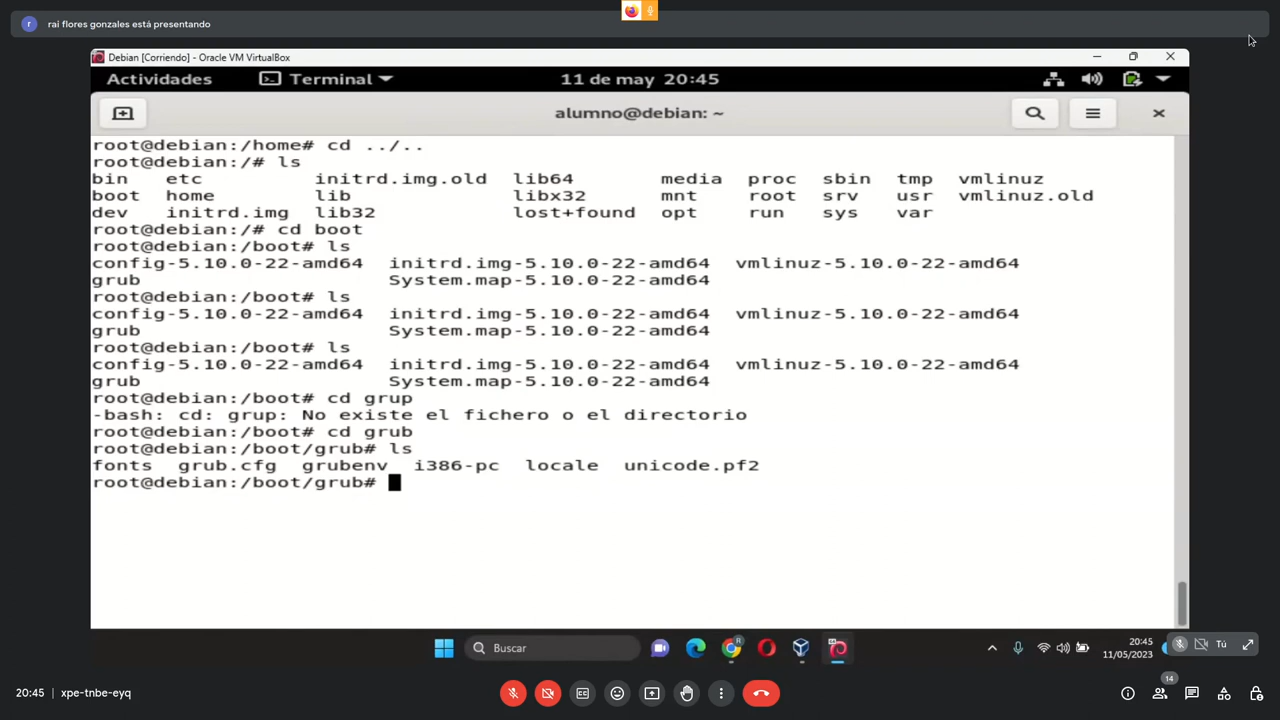 rai flores gonzales está presentando
r
Debian [Corriendo] - Oracle VM VirtualBox
Actividades Terminal 11 de may 20:45
alumno@debian: ~
root@debian:/home# cd ../..
root@debian:/# ls
bin etc initrd.img.old lib64 media proc sbin tmp vmlinuz
boot home lib libx32 mnt root srv usr vmlinuz.old
dev initrd.img lib32 lost+found opt run sys var
root@debian:/# cd boot
root@debian:/boot# ls
config-5.10.0-22-amd64 initrd.img-5.10.0-22-amd64 vmlinuz-5.10.0-22-amd64
grub System.map-5.10.0-22-amd64
root@debian:/boot# ls
config-5.10.0-22-amd64 initrd.img-5.10.0-22-amd64 vmlinuz-5.10.0-22-amd64
grub System.map-5.10.0-22-amd64
root@debian:/boot# ls
config-5.10.0-22-amd64 initrd.img-5.10.0-22-amd64 vmlinuz-5.10.0-22-amd64
grub System.map-5.10.0-22-amd64
root@debian:/boot# cd grup
-bash: cd: grup: No existe el fichero o el directorio
root@debian:/boot# cd grub
root@debian:/boot/grub# ls
fonts grub.cfg grubenv i386-pc locale unicode.pf2
root@debian:/boot/grub#
Buscar
R
20:45
11/05/2023
Tú
20:45 xpe-tnbe-eyq
14